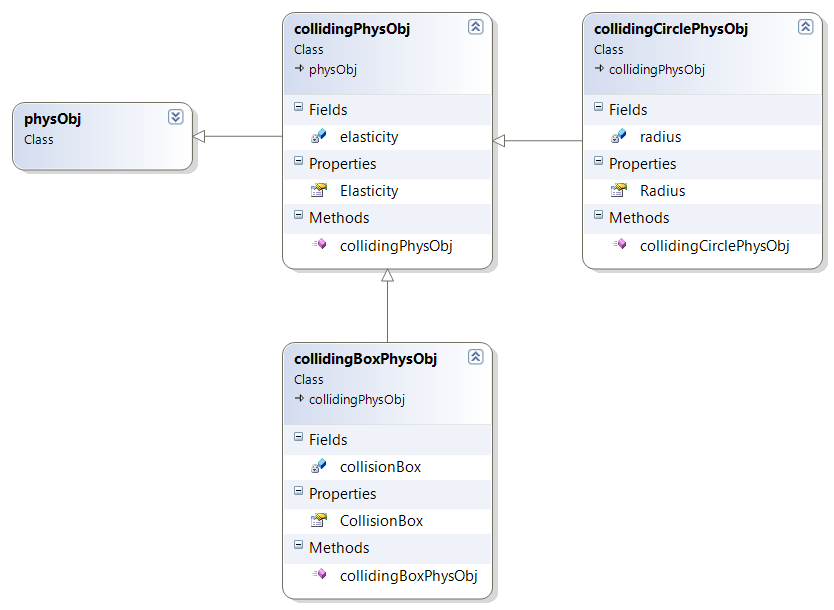 physObj
Class
collidingPhysObj
Class
physObj
Fields
elasticity
Properties
Elasticity
Methods
collidingPhysObj
collidingCirclePhysObj
Class
collidingPhysObj
Fields
radius
Properties
Radius
Methods
collidingCirclePhysObj
collidingBoxPhysObj
Class
collidingPhysObj
Fields
collisionBox
Properties
CollisionBox
Methods
collidingBoxPhysObj